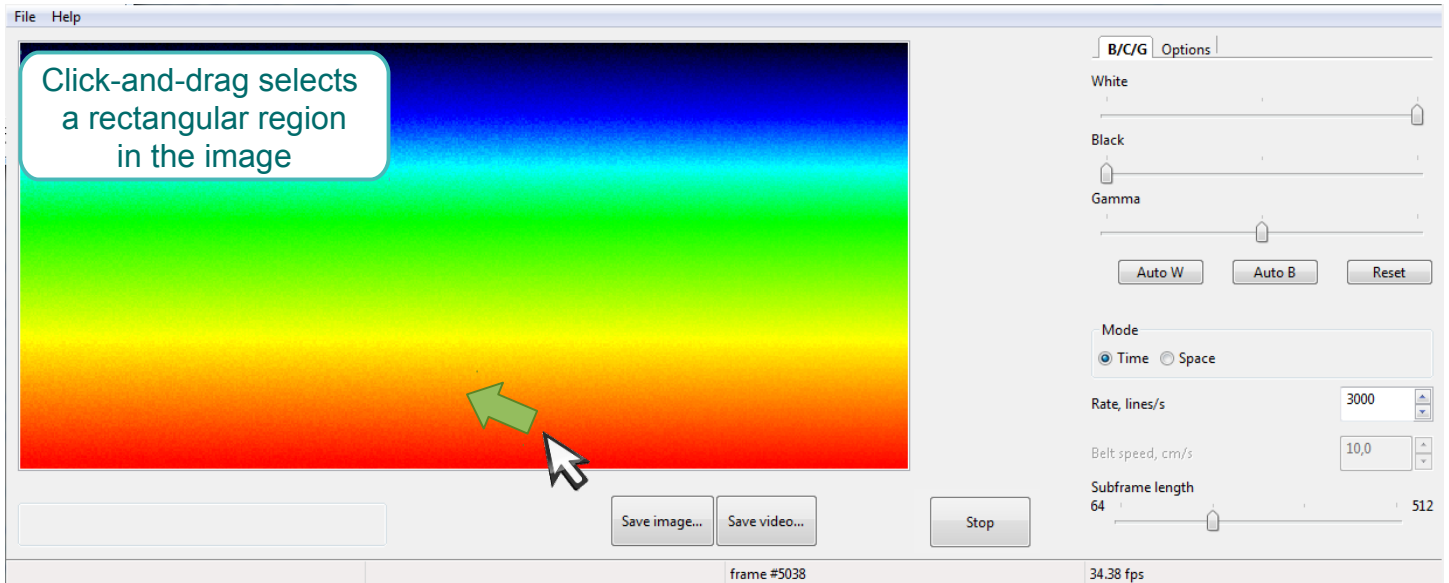 File Help
Click-and-drag selects
a rectangular region
in the image
B/C/G Options
White
Black
Gamma
Auto W Auto B Reset
Mode
Time Space
Rate, lines/s 3000
Belt speed, cm/s 10,0
Subframe length
64 512
Save image... Save video... Stop
frame #5038 34.38 fps